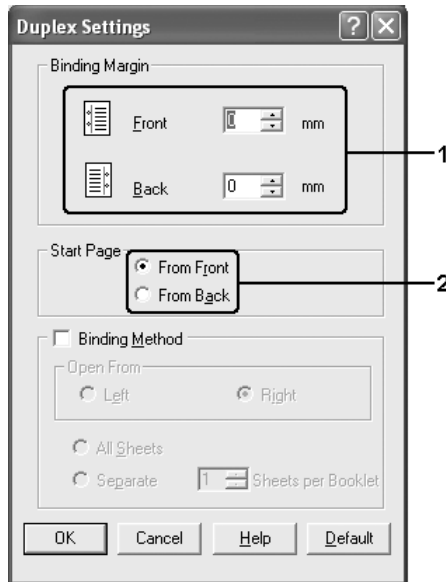 Duplex Settings
Binding Margin
Front 0 mm 1
Back 0 mm
Start Page
From Front
From Back 2
Binding Method
Open From
Left Right
All Sheets
Separate 1 Sheets per Booklet
OK Cancel Help Default